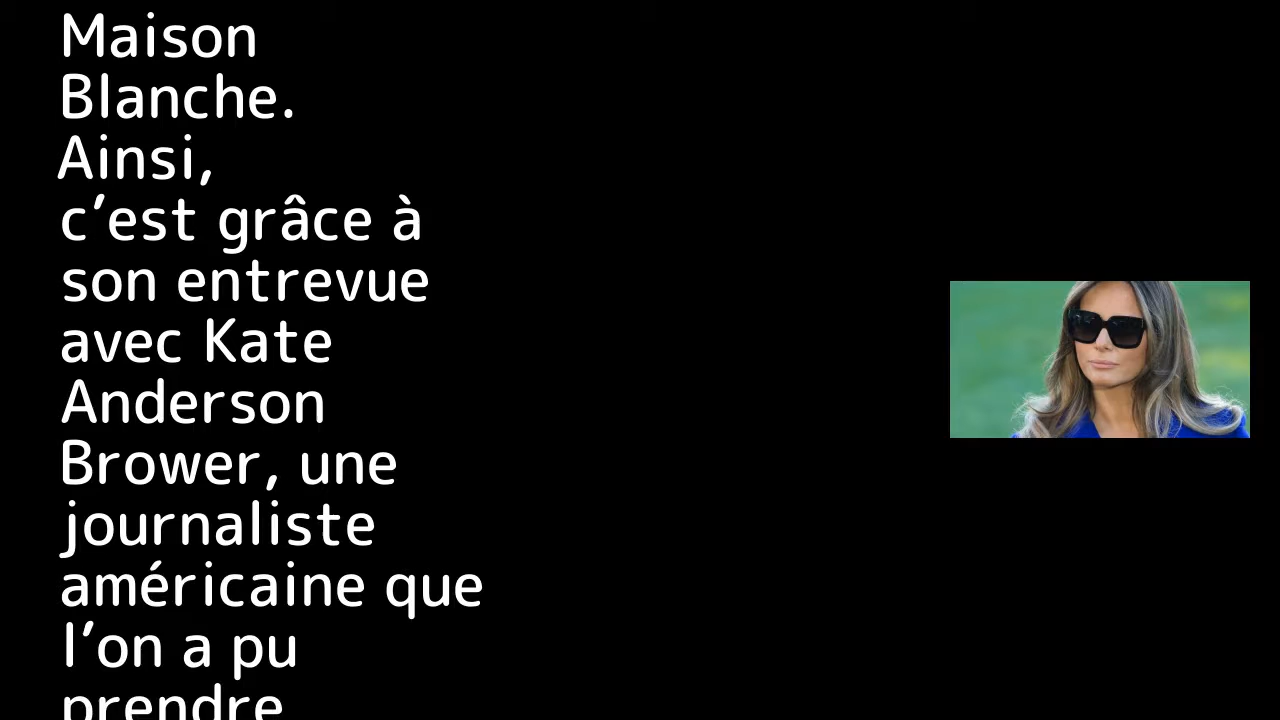 Maison
Blanche.
Ainsi,
c’est grâce à
son entrevue
avec Kate
Anderson
Brower, une
journaliste
américaine que
l’on a pu
prendre